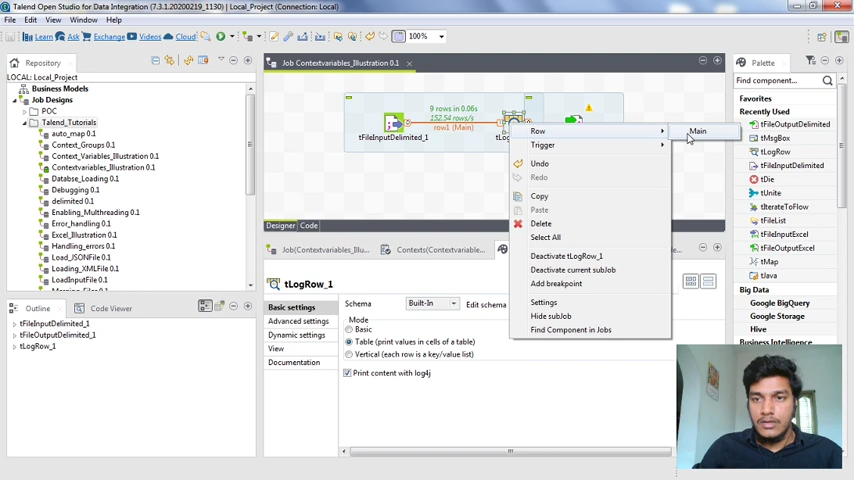 Talend Open Studio for Data Integration (7.3.1.20200219_1130) | Local_Project (Connection: Local)
File Edit View Window Help
Learn Ask Exchange Videos Cloud 100%
Repository
LOCAL: Local_Project
Business Models
Job Designs
POC
Talend_Tutorials
auto_map 0.1
Context_Groups 0.1
Context_Variables_Illustration 0.1
Contextvariables_Illustration 0.1
Databse_Loading 0.1
Debugging 0.1
delimited 0.1
Enabling_Multithreading 0.1
Error_handling 0.1
Excel_Illustration 0.1
Handling_errors 0.1
Load_JSONFile 0.1
Loading_XMLFile 0.1
LoadInputFile 0.1
Outline Code Viewer
tFileInputDelimited_1
tFileOutputDelimited_1
tLogRow_1
Job Contextvariables_Illustration 0.1
9 rows in 0.06s
152.54 rows/s
row1 (Main)
tFileInputDelimited_1
Designer Code
Job(Contextvariables_Illu... Contexts(Contextvariable...
tLogRow_1
Basic settings
Advanced settings
Dynamic settings
View
Documentation
Schema Built-In Edit schema
Mode
Basic
Table (print values in cells of a table)
Vertical (each row is a key/value list)
Print content with log4j
Row
Trigger
Undo
Redo
Copy
Paste
Delete
Select All
Deactivate tLogRow_1
Deactivate current subJob
Add breakpoint
Settings
Hide subJob
Find Component in Jobs
Main
Palette
Find component...
Favorites
Recently Used
tFileOutputDelimited
tMsgBox
tLogRow
tFileInputDelimited
tDie
tUnite
tIterateToFlow
tFileList
tFileInputExcel
tFileOutputExcel
tMap
tJava
Big Data
Google BigQuery
Google Storage
Hive
Business Intelligence